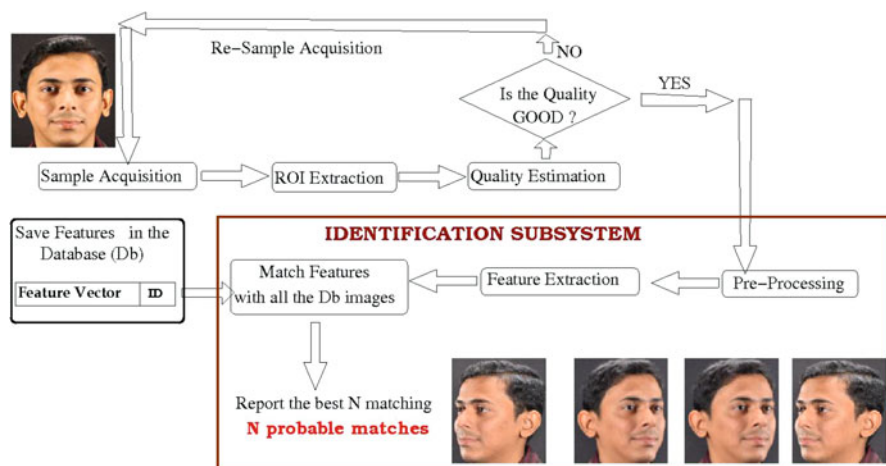 Re-Sample Acquisition
NO
Is the Quality
GOOD ?
YES
Sample Acquisition
ROI Extraction
Quality Estimation
Save Features in the
Database (Db)
Feature Vector ID
IDENTIFICATION SUBSYSTEM
Match Features
with all the Db images
Feature Extraction
Pre-Processing
Report the best N matching
N probable matches